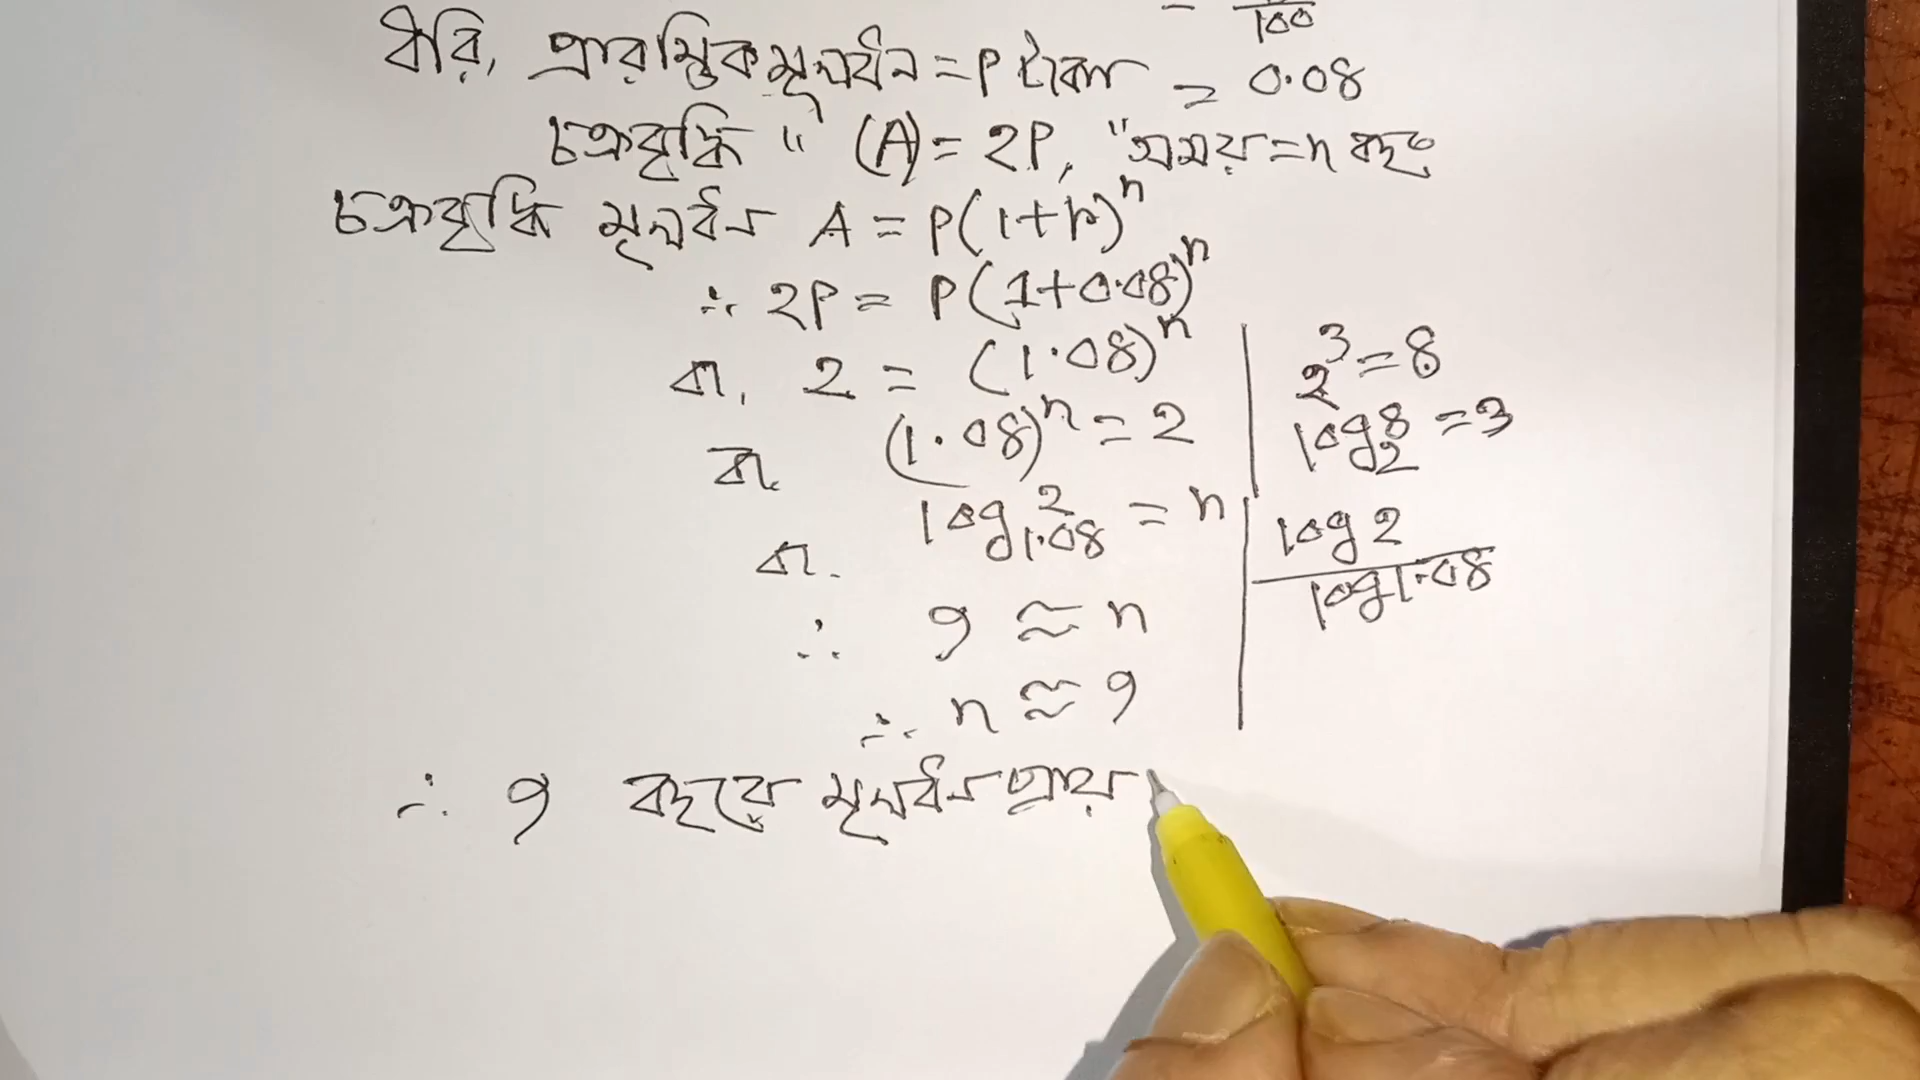 = —/100
ধরি, প্রারম্ভিক মূলধন = P টাকা = 0.08
চক্রবৃদ্ধি " (A) = 2P, " সময় = n বছর
চক্রবৃদ্ধি মূলধন A = P(1+r)^n
∴ 2P = P(1+0.08)^n
বা, 2 = (1.08)^n
2^3 = 8
বা, (1.08)^n = 2
log_2 8 = 3
বা, log_1.08 2 = n
log 2 / log 1.08
∴ 9 ≈ n
∴ n ≈ 9
∴ 9 বছরে মূলধন প্রায়